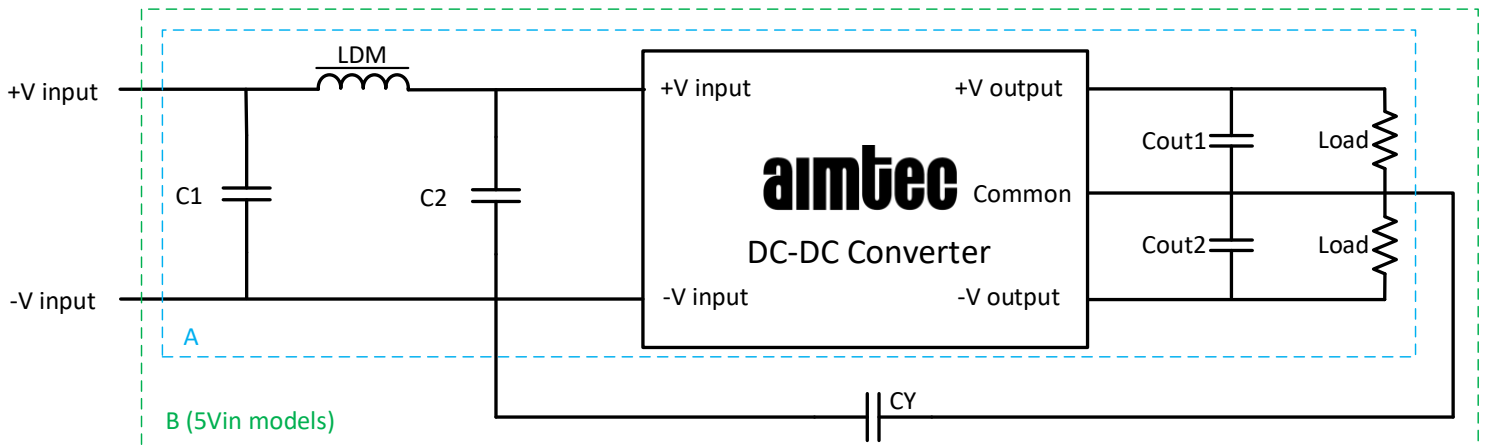 LDM
+V input
+V input
+V output
Cout1
Load
C1
C2
aimtec
Common
DC-DC Converter
Cout2
Load
-V input
-V input
-V output
A
CY
B (5Vin models)